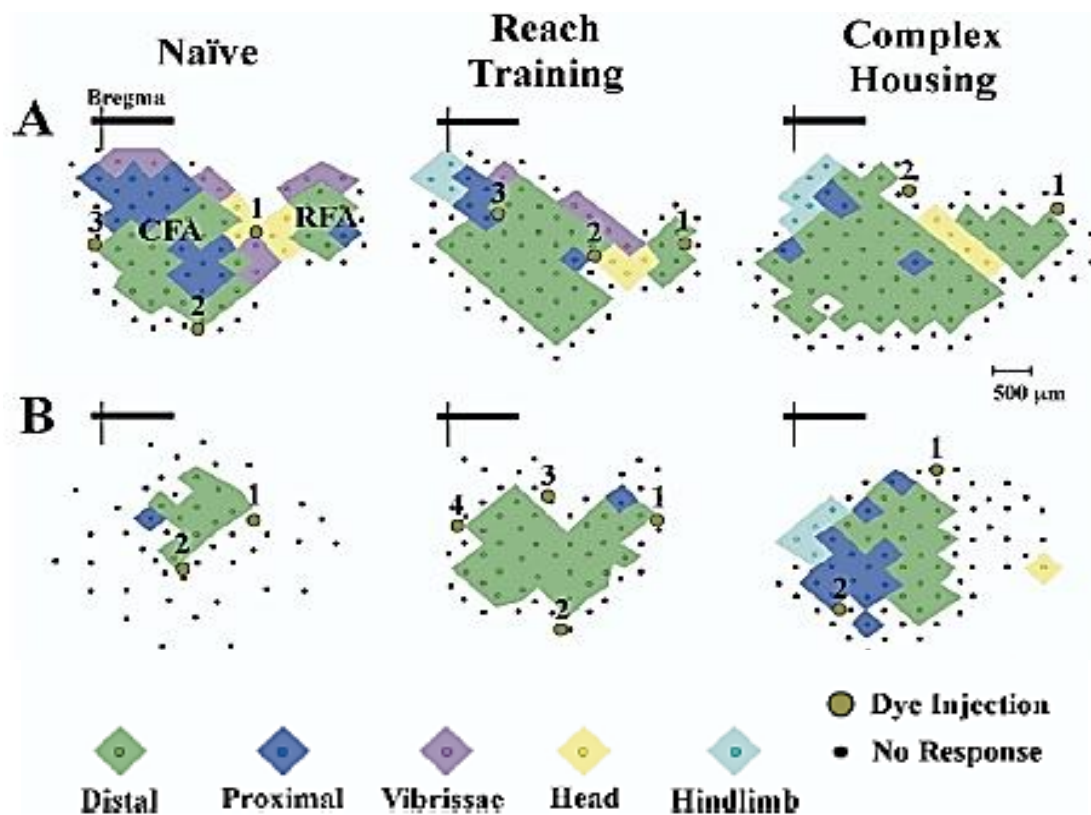 Naïve
Reach
Training
Complex
Housing
A
Bregma
3
CFA
1
RFA
2
3
2
1
2
1
500 µm
B
1
2
4
3
1
2
1
2
Dye Injection
No Response
Distal
Proximal
Vibrissae
Head
Hindlimb